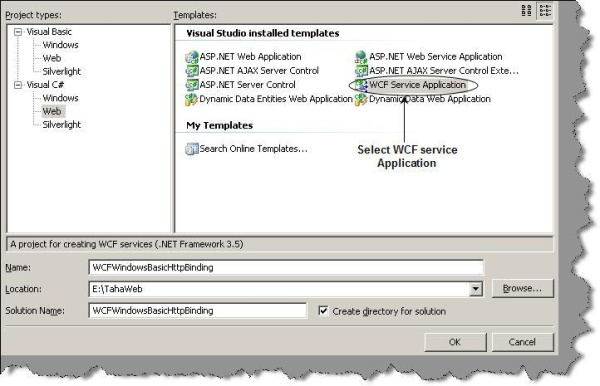 Project types:
Templates:
Visual Basic
Windows
Web
Silverlight
Visual C#
Windows
Web
Silverlight
Visual Studio installed templates
ASP.NET Web Application
ASP.NET Web Service Application
ASP.NET AJAX Server Control
ASP.NET AJAX Server Control Exte...
ASP.NET Server Control
WCF Service Application
Dynamic Data Entities Web Application
Dynamic Data Web Application
My Templates
Search Online Templates...
Select WCF service
Application
A project for creating WCF services (.NET Framework 3.5)
Name:
WCFWindowsBasicHttpBinding
Location:
E:\TahaWeb
Browse...
Solution Name:
WCFWindowsBasicHttpBinding
Create directory for solution
OK
Cancel